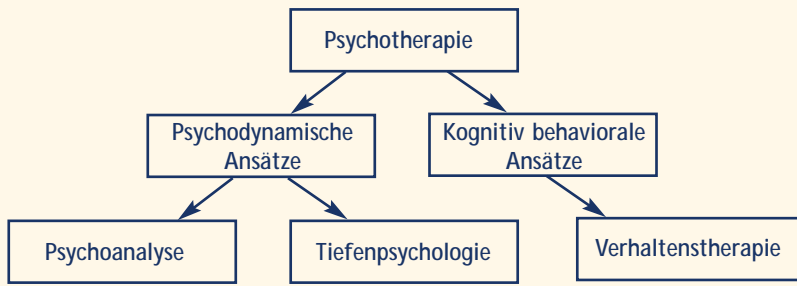 Psychotherapie
Psychodynamische
Ansätze
Kognitiv behaviorale
Ansätze
Psychoanalyse
Tiefenpsychologie
Verhaltenstherapie